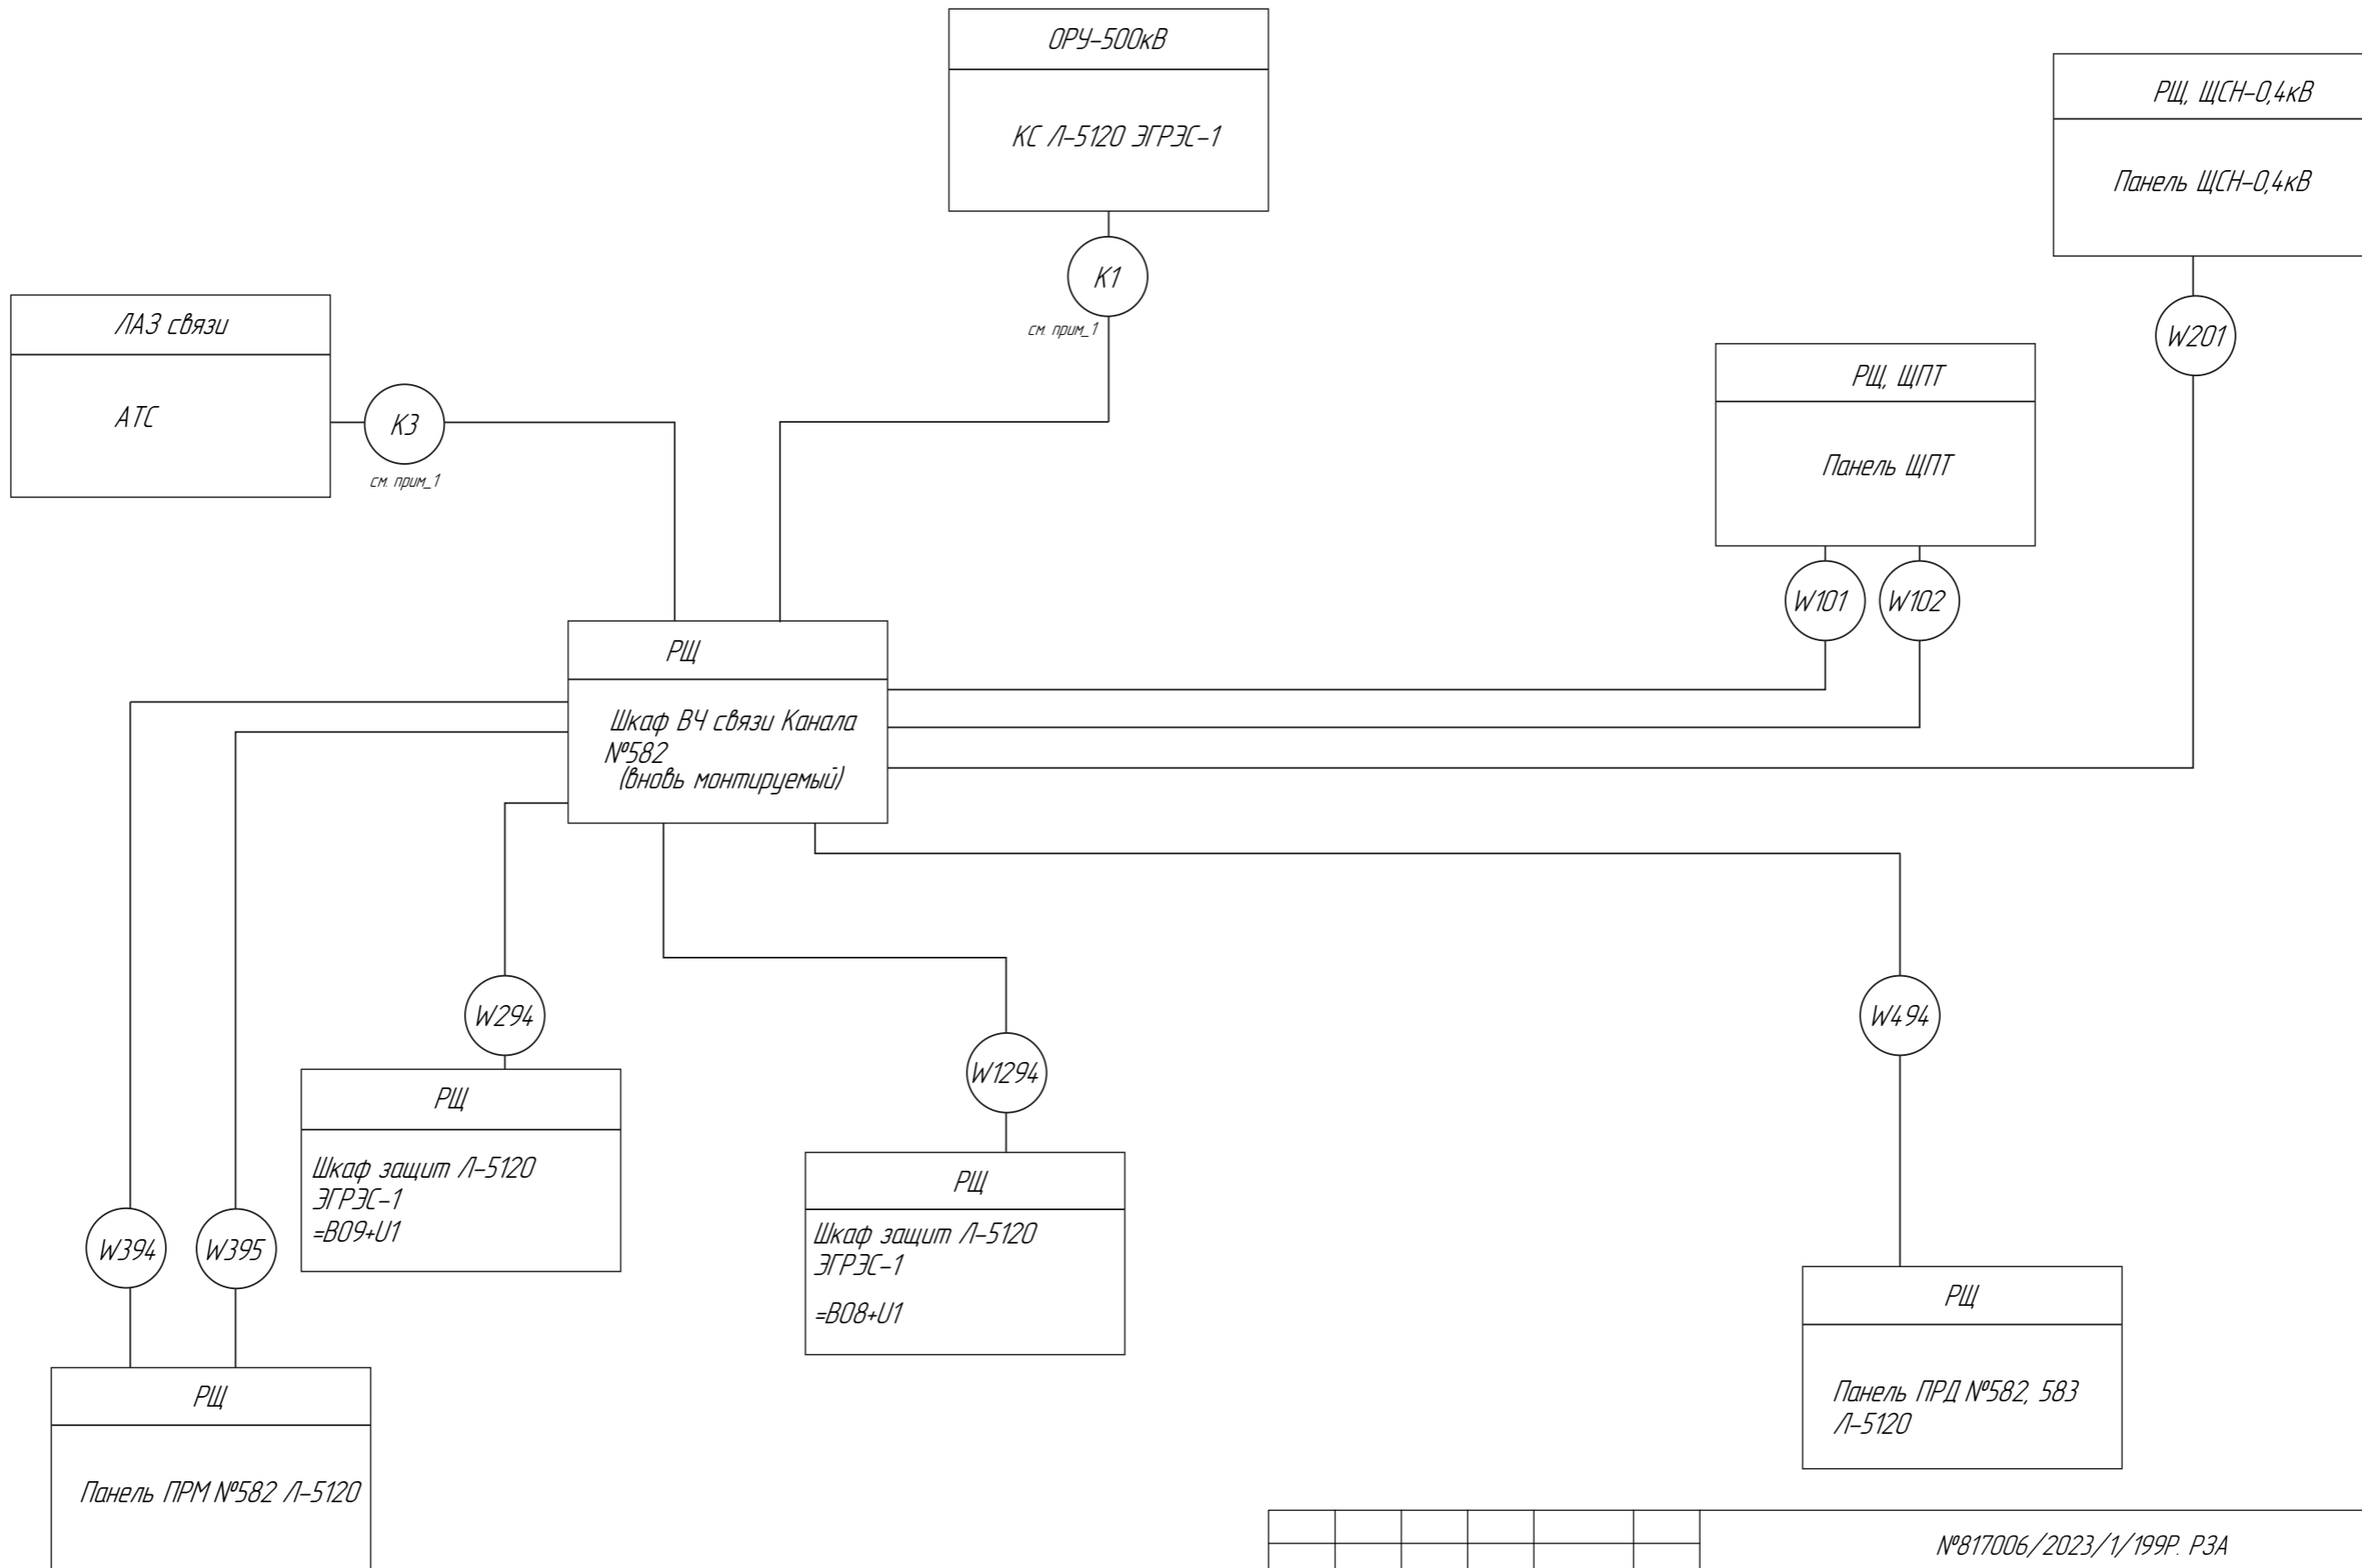 ОРУ-500кВ
КС Л-5120 ЭГРЭС-1
К1
см. прим_1
РЩ, ЩСН-0,4кВ
Панель ЩСН-0,4кВ
W201
ЛАЗ связи
АТС
К3
см. прим_1
РЩ, ЩПТ
Панель ЩПТ
W101
W102
РЩ
Шкаф ВЧ связи Канала
№582
(вновь монтируемый)
W294
РЩ
Шкаф защит Л-5120
ЭГРЭС-1
=В09+U1
W1294
РЩ
Шкаф защит Л-5120
ЭГРЭС-1
=В08+U1
W494
РЩ
Панель ПРД №582, 583
Л-5120
W394
W395
РЩ
Панель ПРМ №582 Л-5120
№817006/2023/1/199Р. РЗА